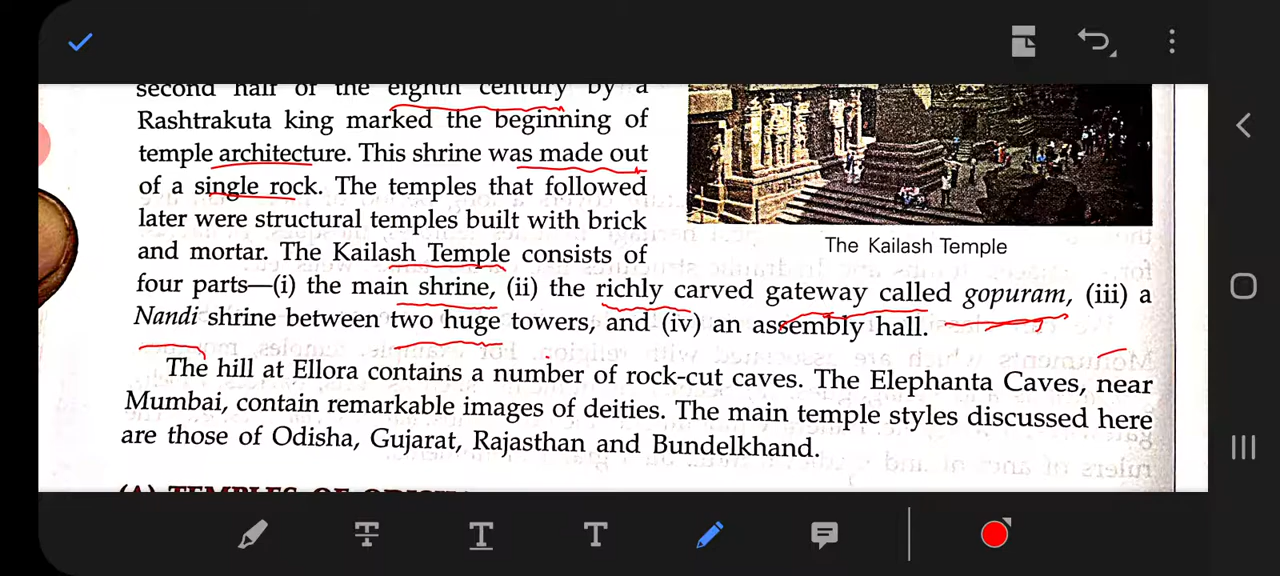 second half of the eighth century by a
Rashtrakuta king marked the beginning of
temple architecture. This shrine was made out
of a single rock. The temples that followed
later were structural temples built with brick
and mortar. The Kailash Temple consists of
four parts—(i) the main shrine, (ii) the richly carved gateway called gopuram, (iii) a
Nandi shrine between two huge towers, and (iv) an assembly hall.
The Kailash Temple
The hill at Ellora contains a number of rock-cut caves. The Elephanta Caves, near
Mumbai, contain remarkable images of deities. The main temple styles discussed here
are those of Odisha, Gujarat, Rajasthan and Bundelkhand.
(A) TEMPLES OF